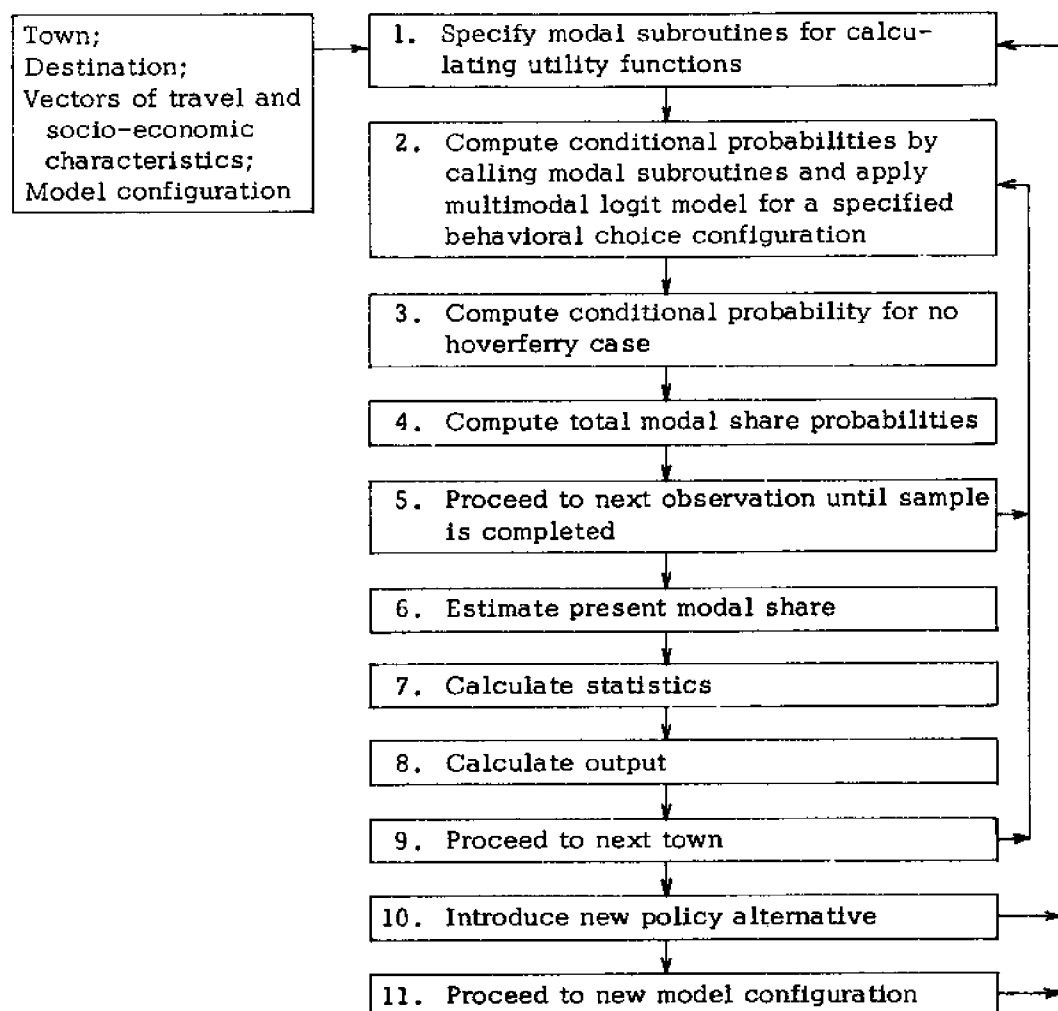 Town;
Destination;
Vectors of travel and
socio-economic
characteristics;
Model configuration
1. Specify modal subroutines for calcu-
lating utility functions
2. Compute conditional probabilities by
calling modal subroutines and apply
multimodal logit model for a specified
behavioral choice configuration
3. Compute conditional probability for no
hoverferry case
4. Compute total modal share probabilities
5. Proceed to next observation until sample
is completed
6. Estimate present modal share
7. Calculate statistics
8. Calculate output
9. Proceed to next town
10. Introduce new policy alternative
11. Proceed to new model configuration